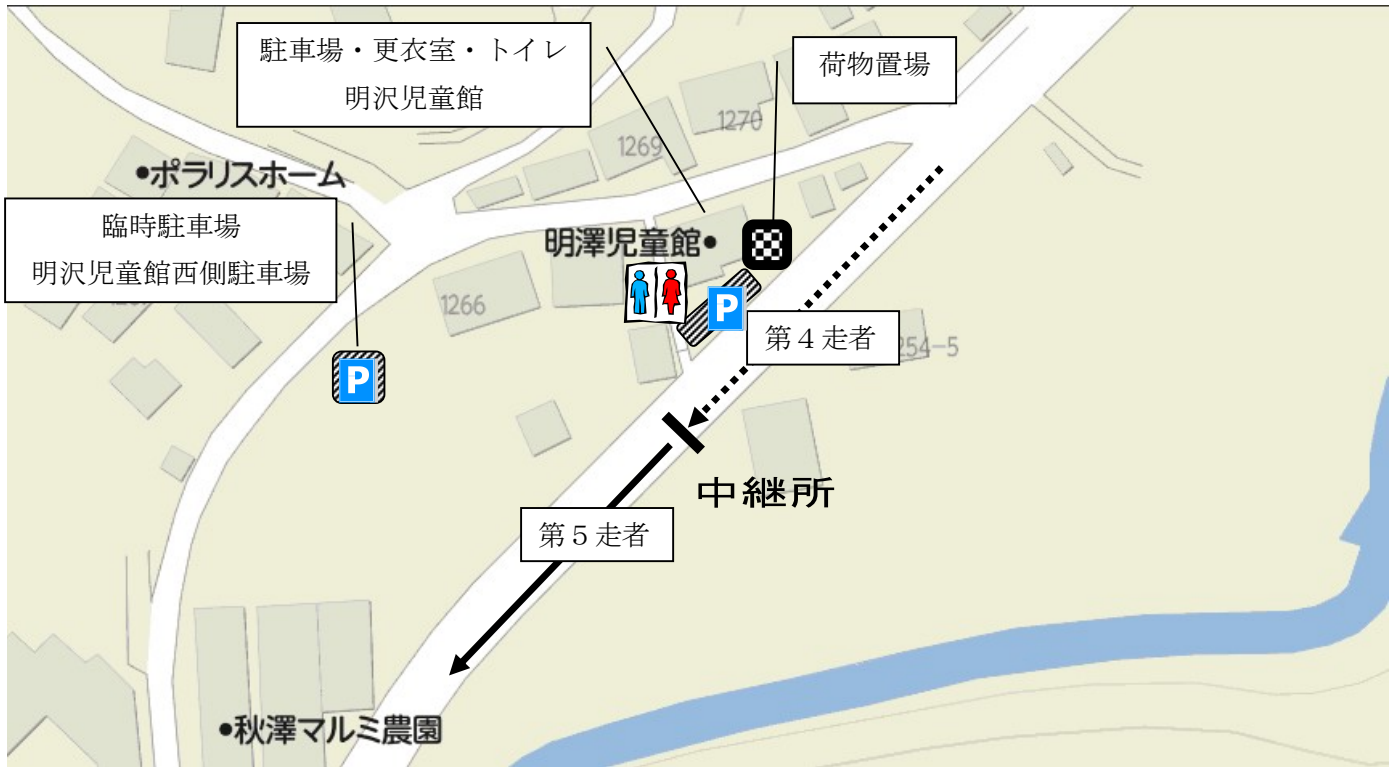 駐車場・更衣室・トイレ
明沢児童館
荷物置場
1270
1269
•ポラリスホーム
臨時駐車場
明沢児童館西側駐車場
明澤児童館•
1266
P
第４走者
254-5
P
中継所
第５走者
•秋澤マルミ農園